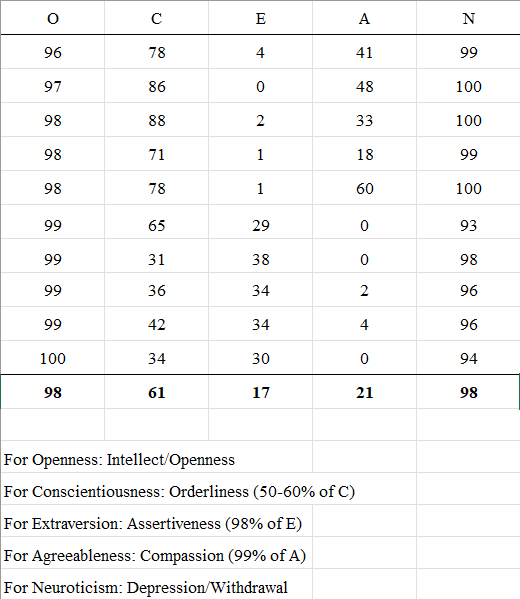 O C E A N
96 78 4 41 99
97 86 0 48 100
98 88 2 33 100
98 71 1 18 99
98 78 1 60 100
99 65 29 0 93
99 31 38 0 98
99 36 34 2 96
99 42 34 4 96
100 34 30 0 94
98 61 17 21 98
For Openness: Intellect/Openness
For Conscientiousness: Orderliness (50-60% of C)
For Extraversion: Assertiveness (98% of E)
For Agreeableness: Compassion (99% of A)
For Neuroticism: Depression/Withdrawal